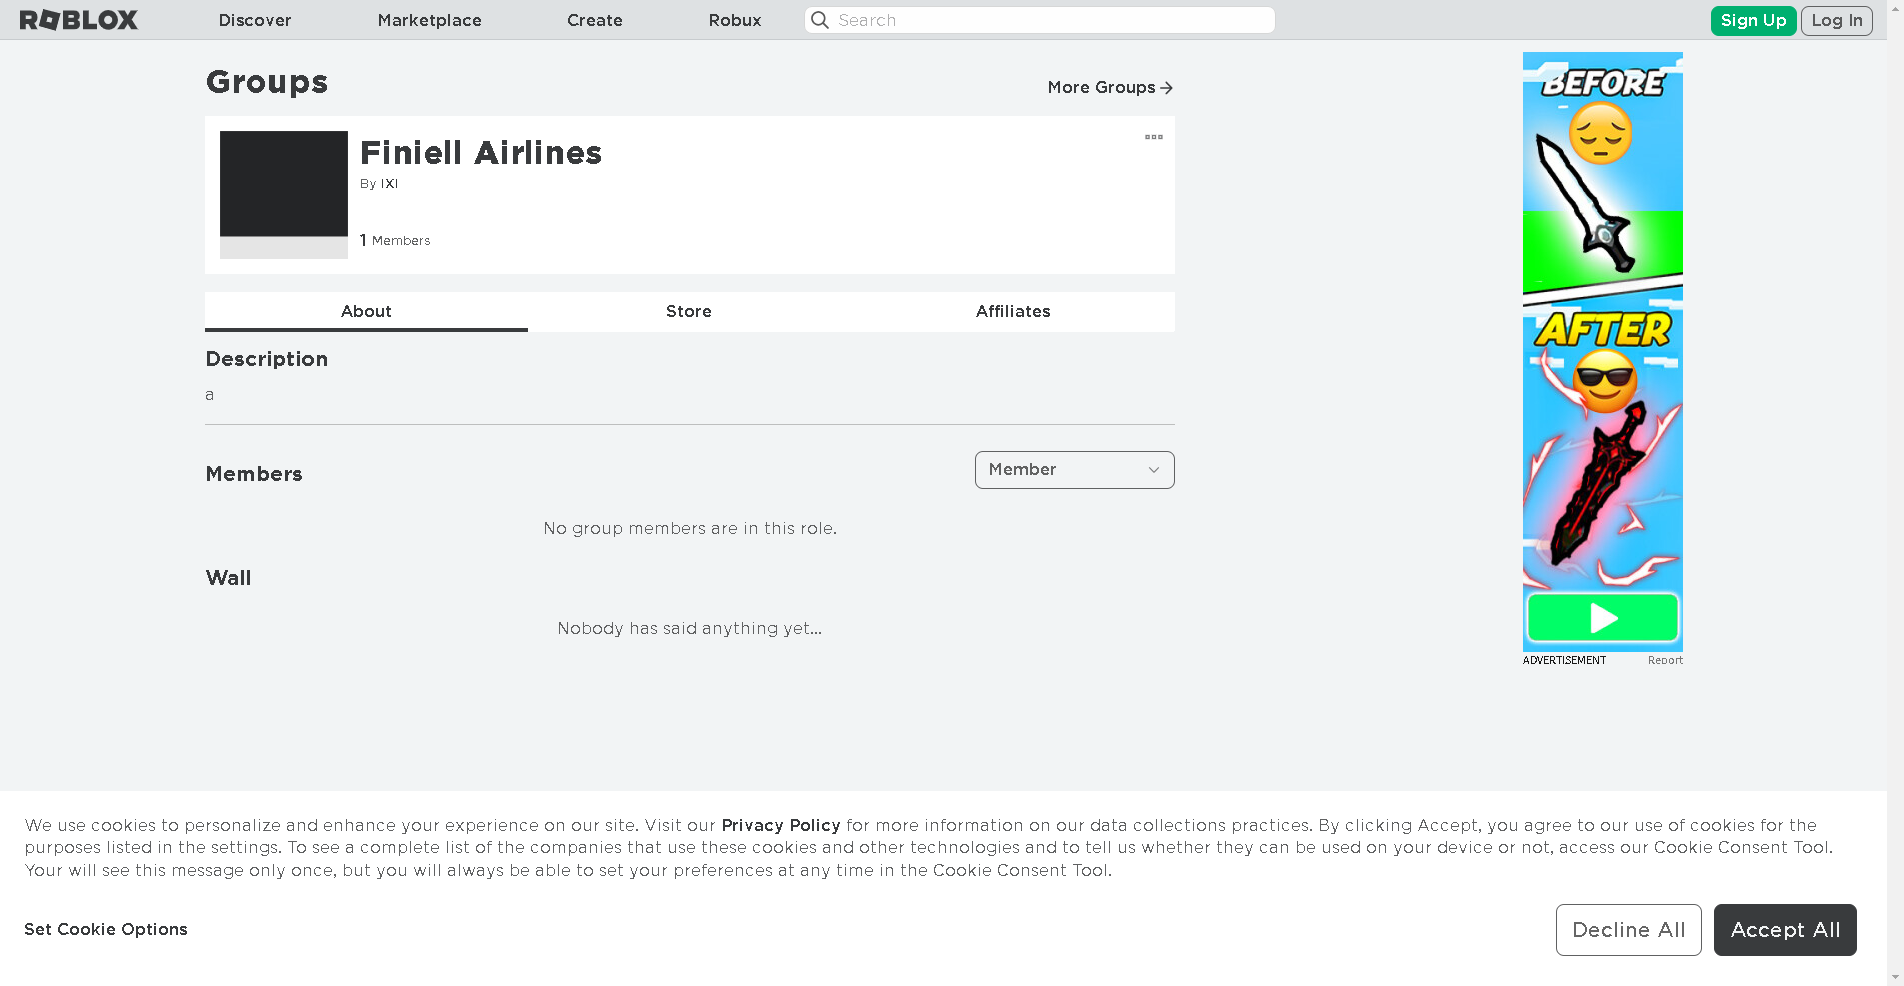 ROBLOX Discover Marketplace Create Robux Search Sign Up Log In
Groups
More Groups
Finiell Airlines
By IXI
1 Members
About Store Affiliates
Description
a
Members
Member
No group members are in this role.
Wall
Nobody has said anything yet...
BEFORE
AFTER
ADVERTISEMENT Report
We use cookies to personalize and enhance your experience on our site. Visit our Privacy Policy for more information on our data collections practices. By clicking Accept, you agree to our use of cookies for the
purposes listed in the settings. To see a complete list of the companies that use these cookies and other technologies and to tell us whether they can be used on your device or not, access our Cookie Consent Tool.
Your will see this message only once, but you will always be able to set your preferences at any time in the Cookie Consent Tool.
Set Cookie Options
Decline All
Accept All